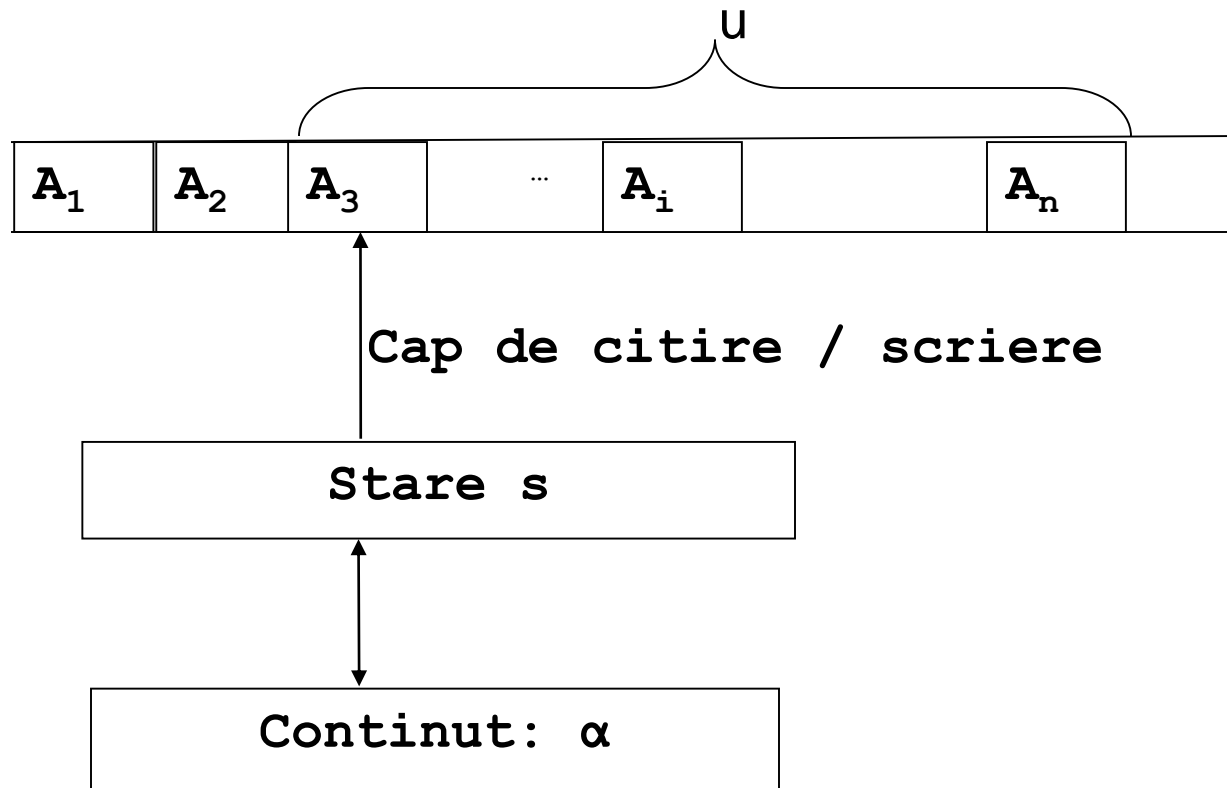 u
A₁ A₂ A₃ ... Aᵢ Aₙ
Cap de citire / scriere
Stare s
Continut: α